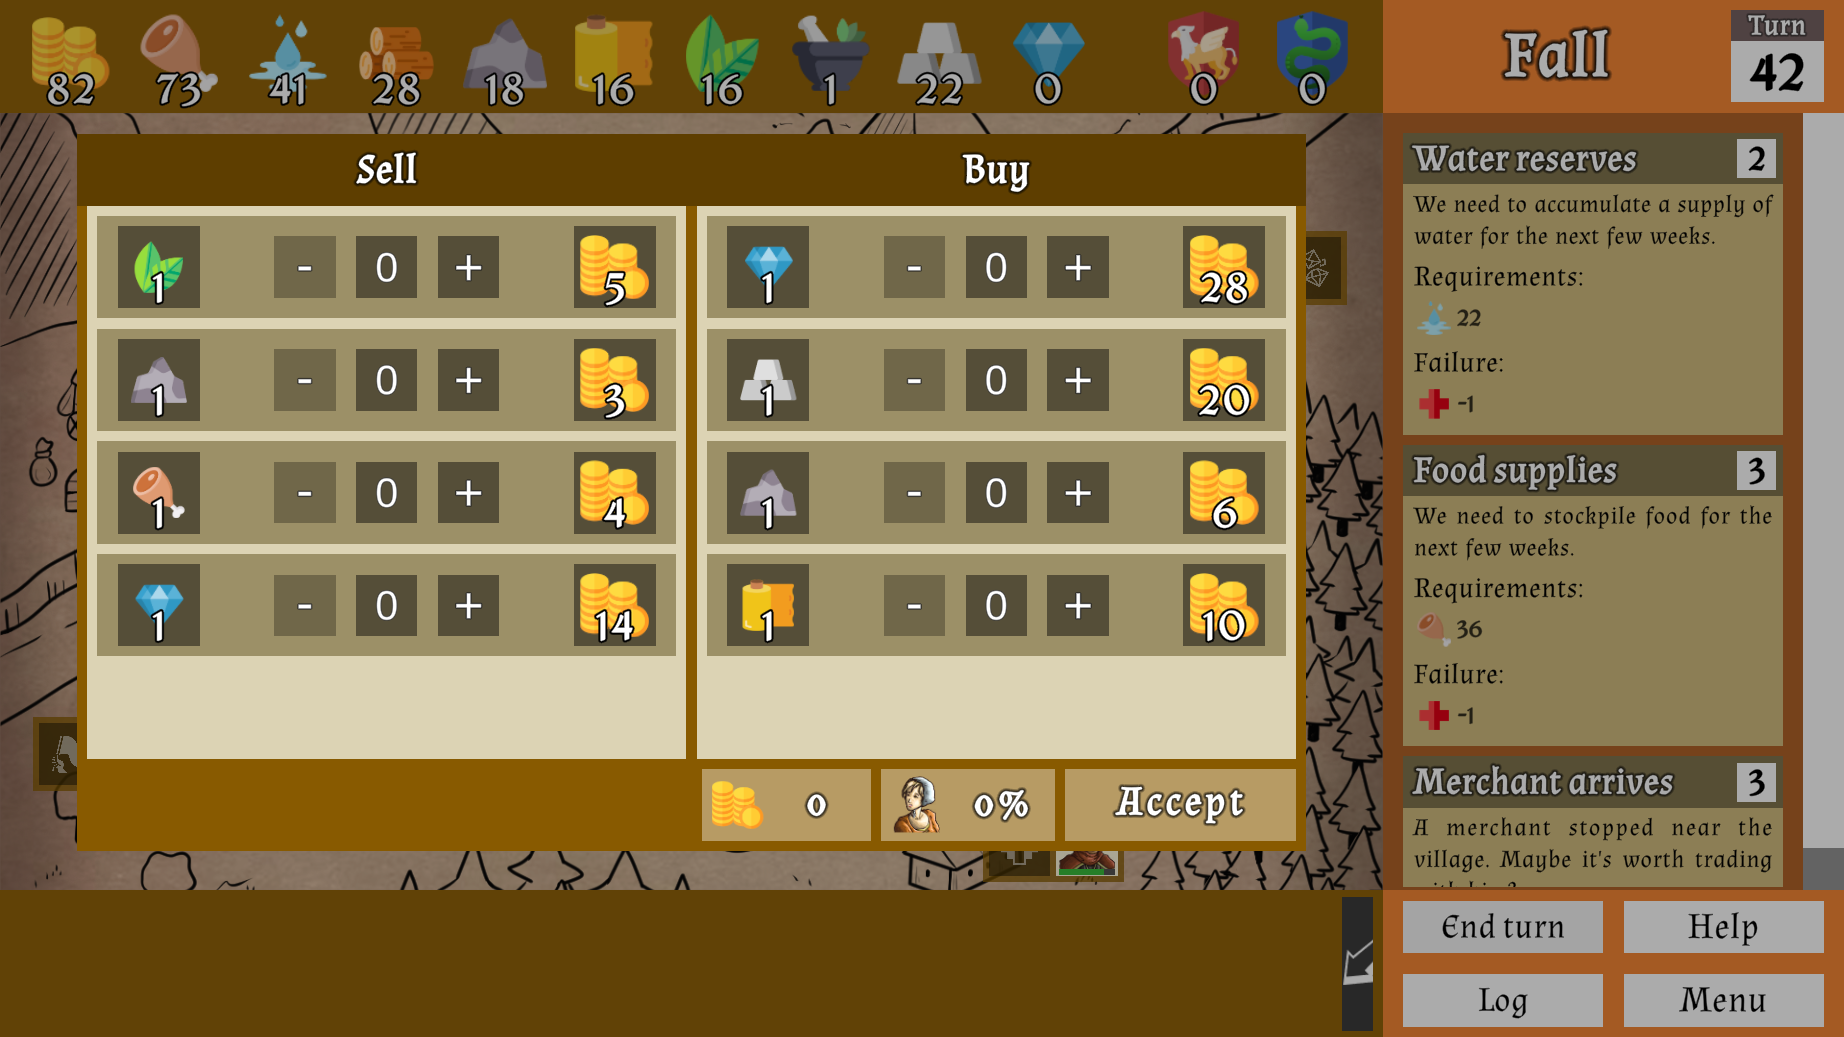 82 73 41 28 18 16 16 1 22 0 0 0
Fall
Turn
42
Sell
Buy
1 - 0 + 5
1 - 0 + 28
1 - 0 + 3
1 - 0 + 20
1 - 0 + 4
1 - 0 + 6
1 - 0 + 14
1 - 0 + 10
0
0%
Accept
Water reserves 2
We need to accumulate a supply of
water for the next few weeks.
Requirements:
22
Failure:
-1
Food supplies 3
We need to stockpile food for the
next few weeks.
Requirements:
36
Failure:
-1
Merchant arrives 3
A merchant stopped near the
village. Maybe it's worth trading
End turn
Help
Log
Menu